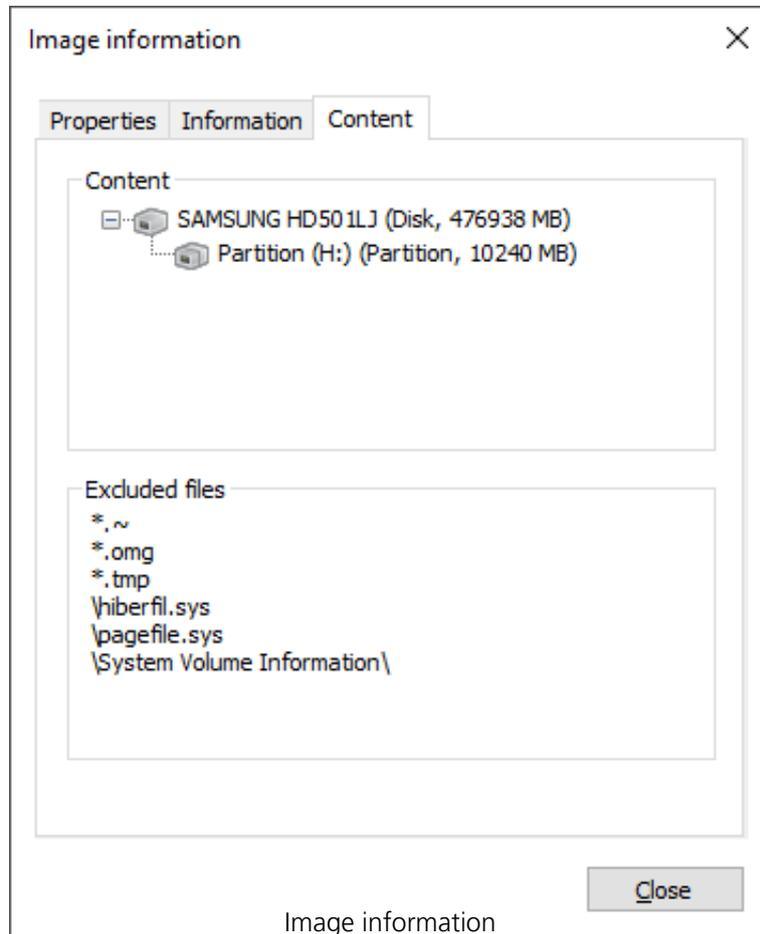 Image information
Properties
Information
Content
Content
SAMSUNG HD501LJ (Disk, 476938 MB)
Partition (H:) (Partition, 10240 MB)
Excluded files
*.~
*.omg
*.tmp
\hiberfil.sys
\pagefile.sys
\System Volume Information\
Close
Image information